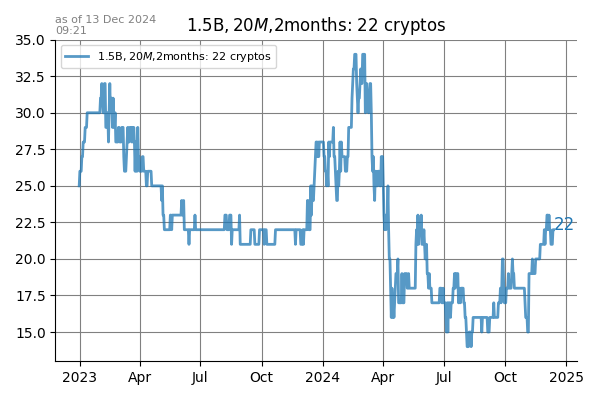 as of 13 Dec 2024
09:21
1.5B, 20M,2months: 22 cryptos
1.5B, 20M,2months: 22 cryptos
35.0
32.5
30.0
27.5
25.0
22.5
20.0
17.5
15.0
22
2023
Apr
Jul
Oct
2024
Apr
Jul
Oct
2025